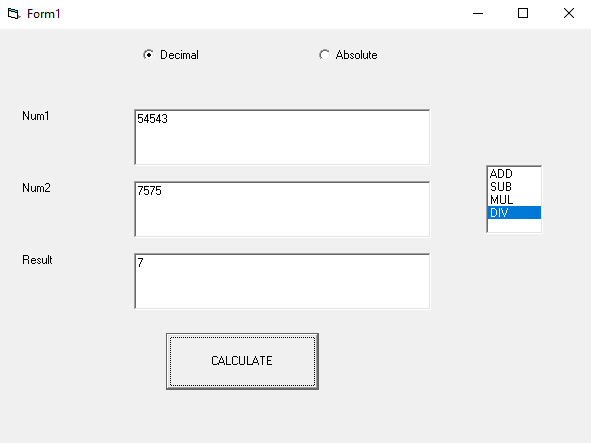 Form1
Decimal Absolute
Num1 54543
Num2 7575
ADD
SUB
MUL
DIV
Result 7
CALCULATE